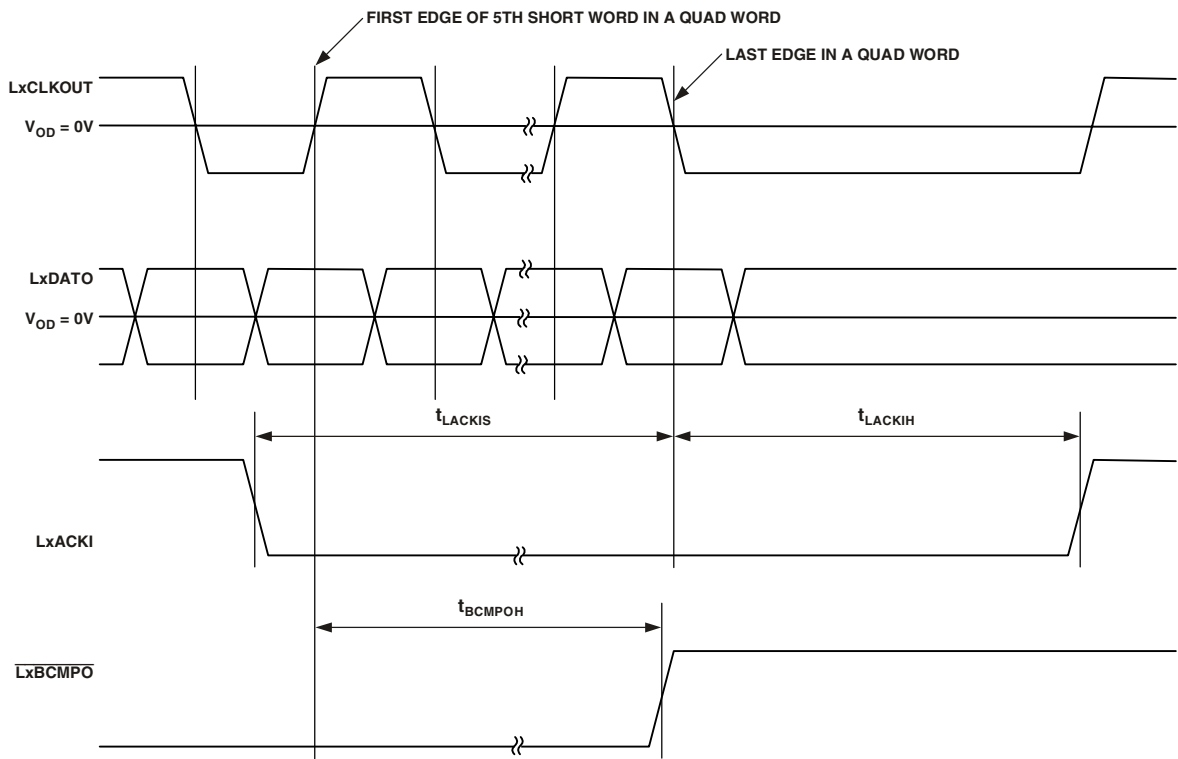 FIRST EDGE OF 5TH SHORT WORD IN A QUAD WORD
LAST EDGE IN A QUAD WORD
LxCLKOUT
VOD = 0V
LxDATO
VOD = 0V
tLACKIS
tLACKIH
LxACKI
tBCMPOH
LxBCMPO